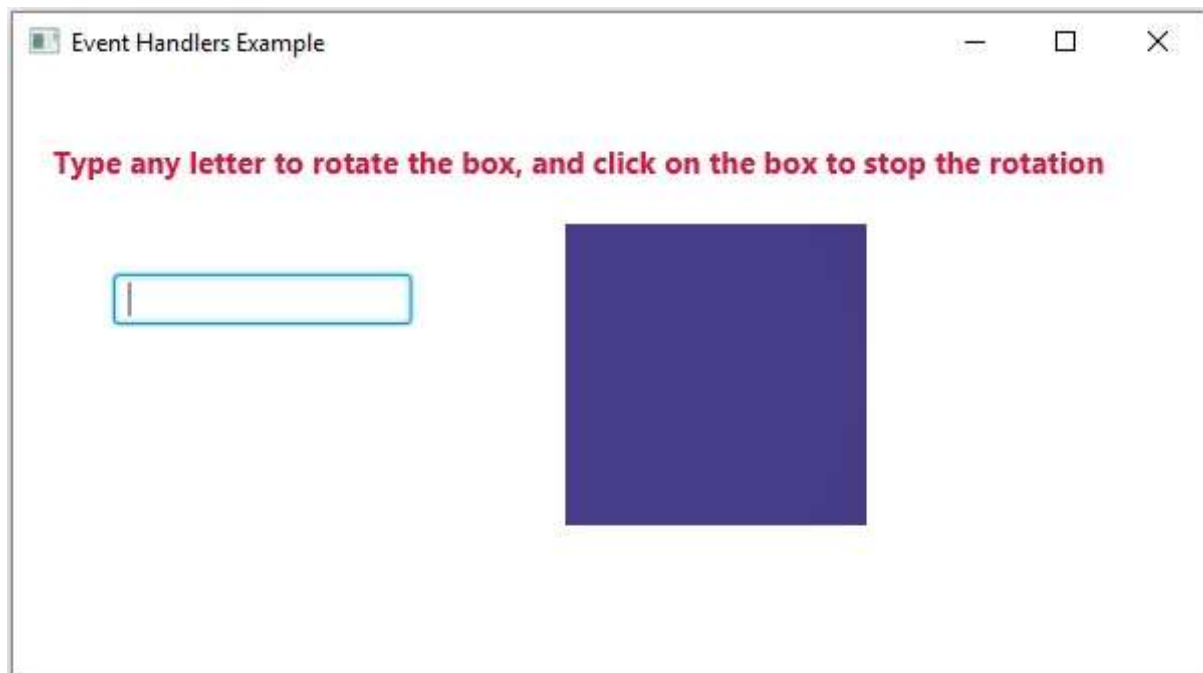 Event Handlers Example
Type any letter to rotate the box, and click on the box to stop the rotation